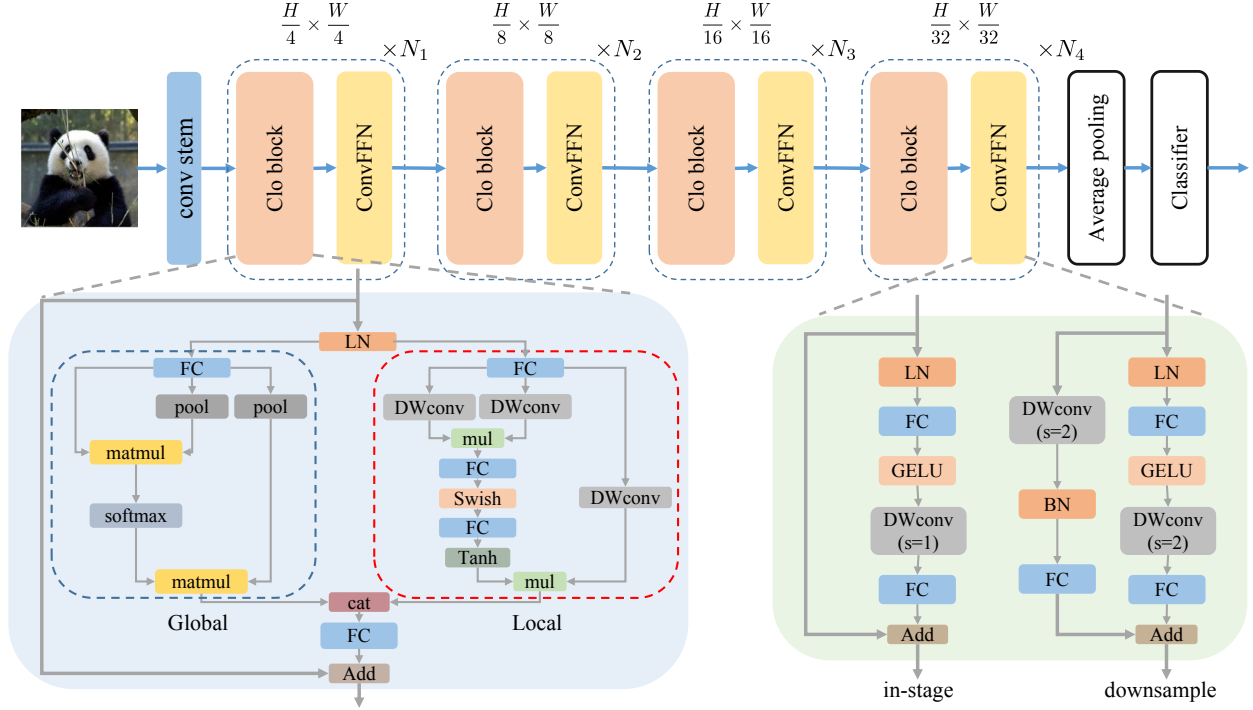 H/4 × W/4
×N1
H/8 × W/8
×N2
H/16 × W/16
×N3
H/32 × W/32
×N4
conv stem
Clo block
ConvFFN
Clo block
ConvFFN
Clo block
ConvFFN
Clo block
ConvFFN
Average pooling
Classifier
LN
FC
pool
pool
matmul
softmax
matmul
Global
FC
DWconv
DWconv
mul
FC
Swish
FC
Tanh
DWconv
mul
Local
cat
FC
Add
LN
FC
GELU
DWconv
(s=1)
FC
Add
in-stage
DWconv
(s=2)
BN
FC
LN
FC
GELU
DWconv
(s=2)
FC
Add
downsample